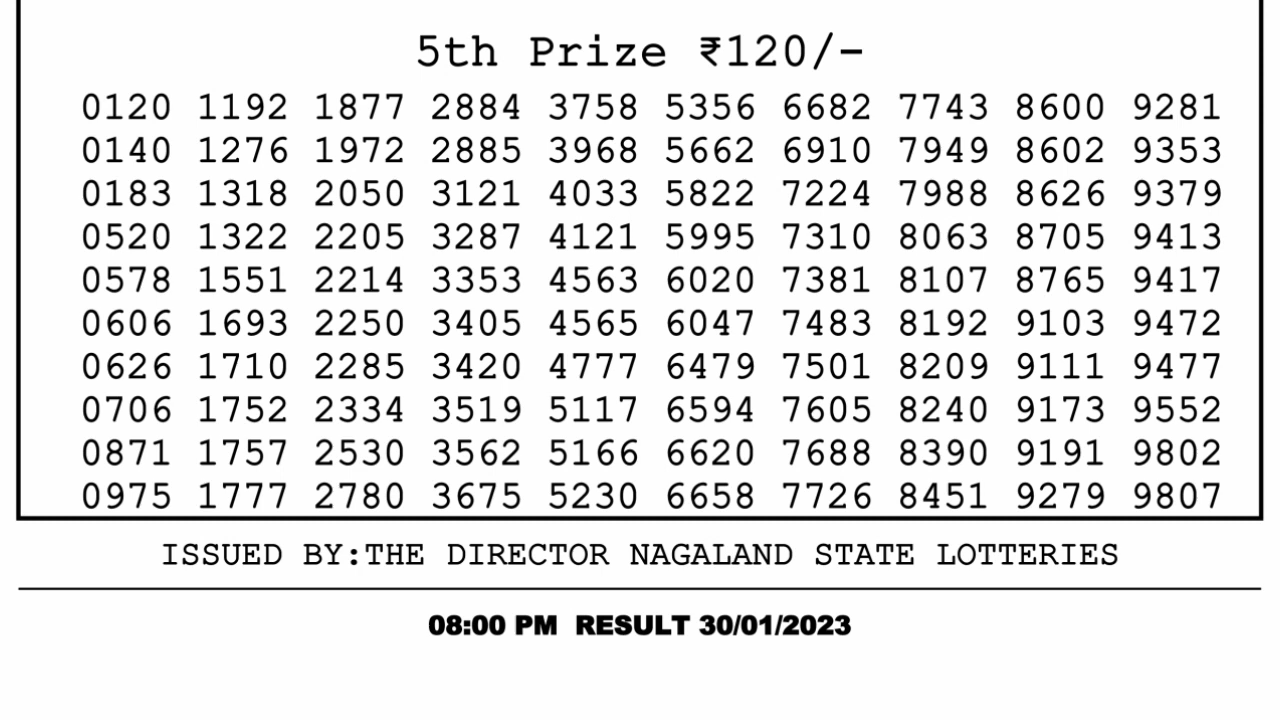 5th Prize ₹120/-
0120 1192 1877 2884 3758 5356 6682 7743 8600 9281
0140 1276 1972 2885 3968 5662 6910 7949 8602 9353
0183 1318 2050 3121 4033 5822 7224 7988 8626 9379
0520 1322 2205 3287 4121 5995 7310 8063 8705 9413
0578 1551 2214 3353 4563 6020 7381 8107 8765 9417
0606 1693 2250 3405 4565 6047 7483 8192 9103 9472
0626 1710 2285 3420 4777 6479 7501 8209 9111 9477
0706 1752 2334 3519 5117 6594 7605 8240 9173 9552
0871 1757 2530 3562 5166 6620 7688 8390 9191 9802
0975 1777 2780 3675 5230 6658 7726 8451 9279 9807
ISSUED BY:THE DIRECTOR NAGALAND STATE LOTTERIES
08:00 PM RESULT 30/01/2023